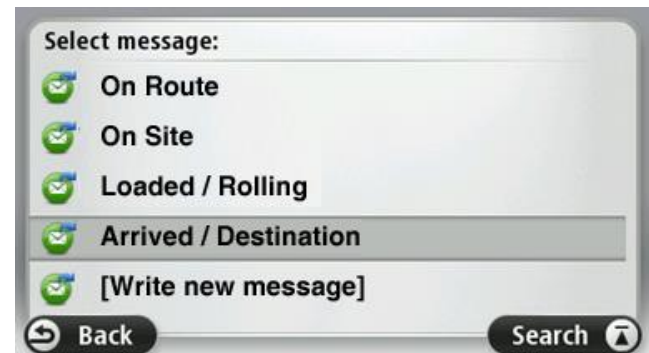 Select message:
On Route
On Site
Loaded / Rolling
Arrived / Destination
[Write new message]
Back
Search